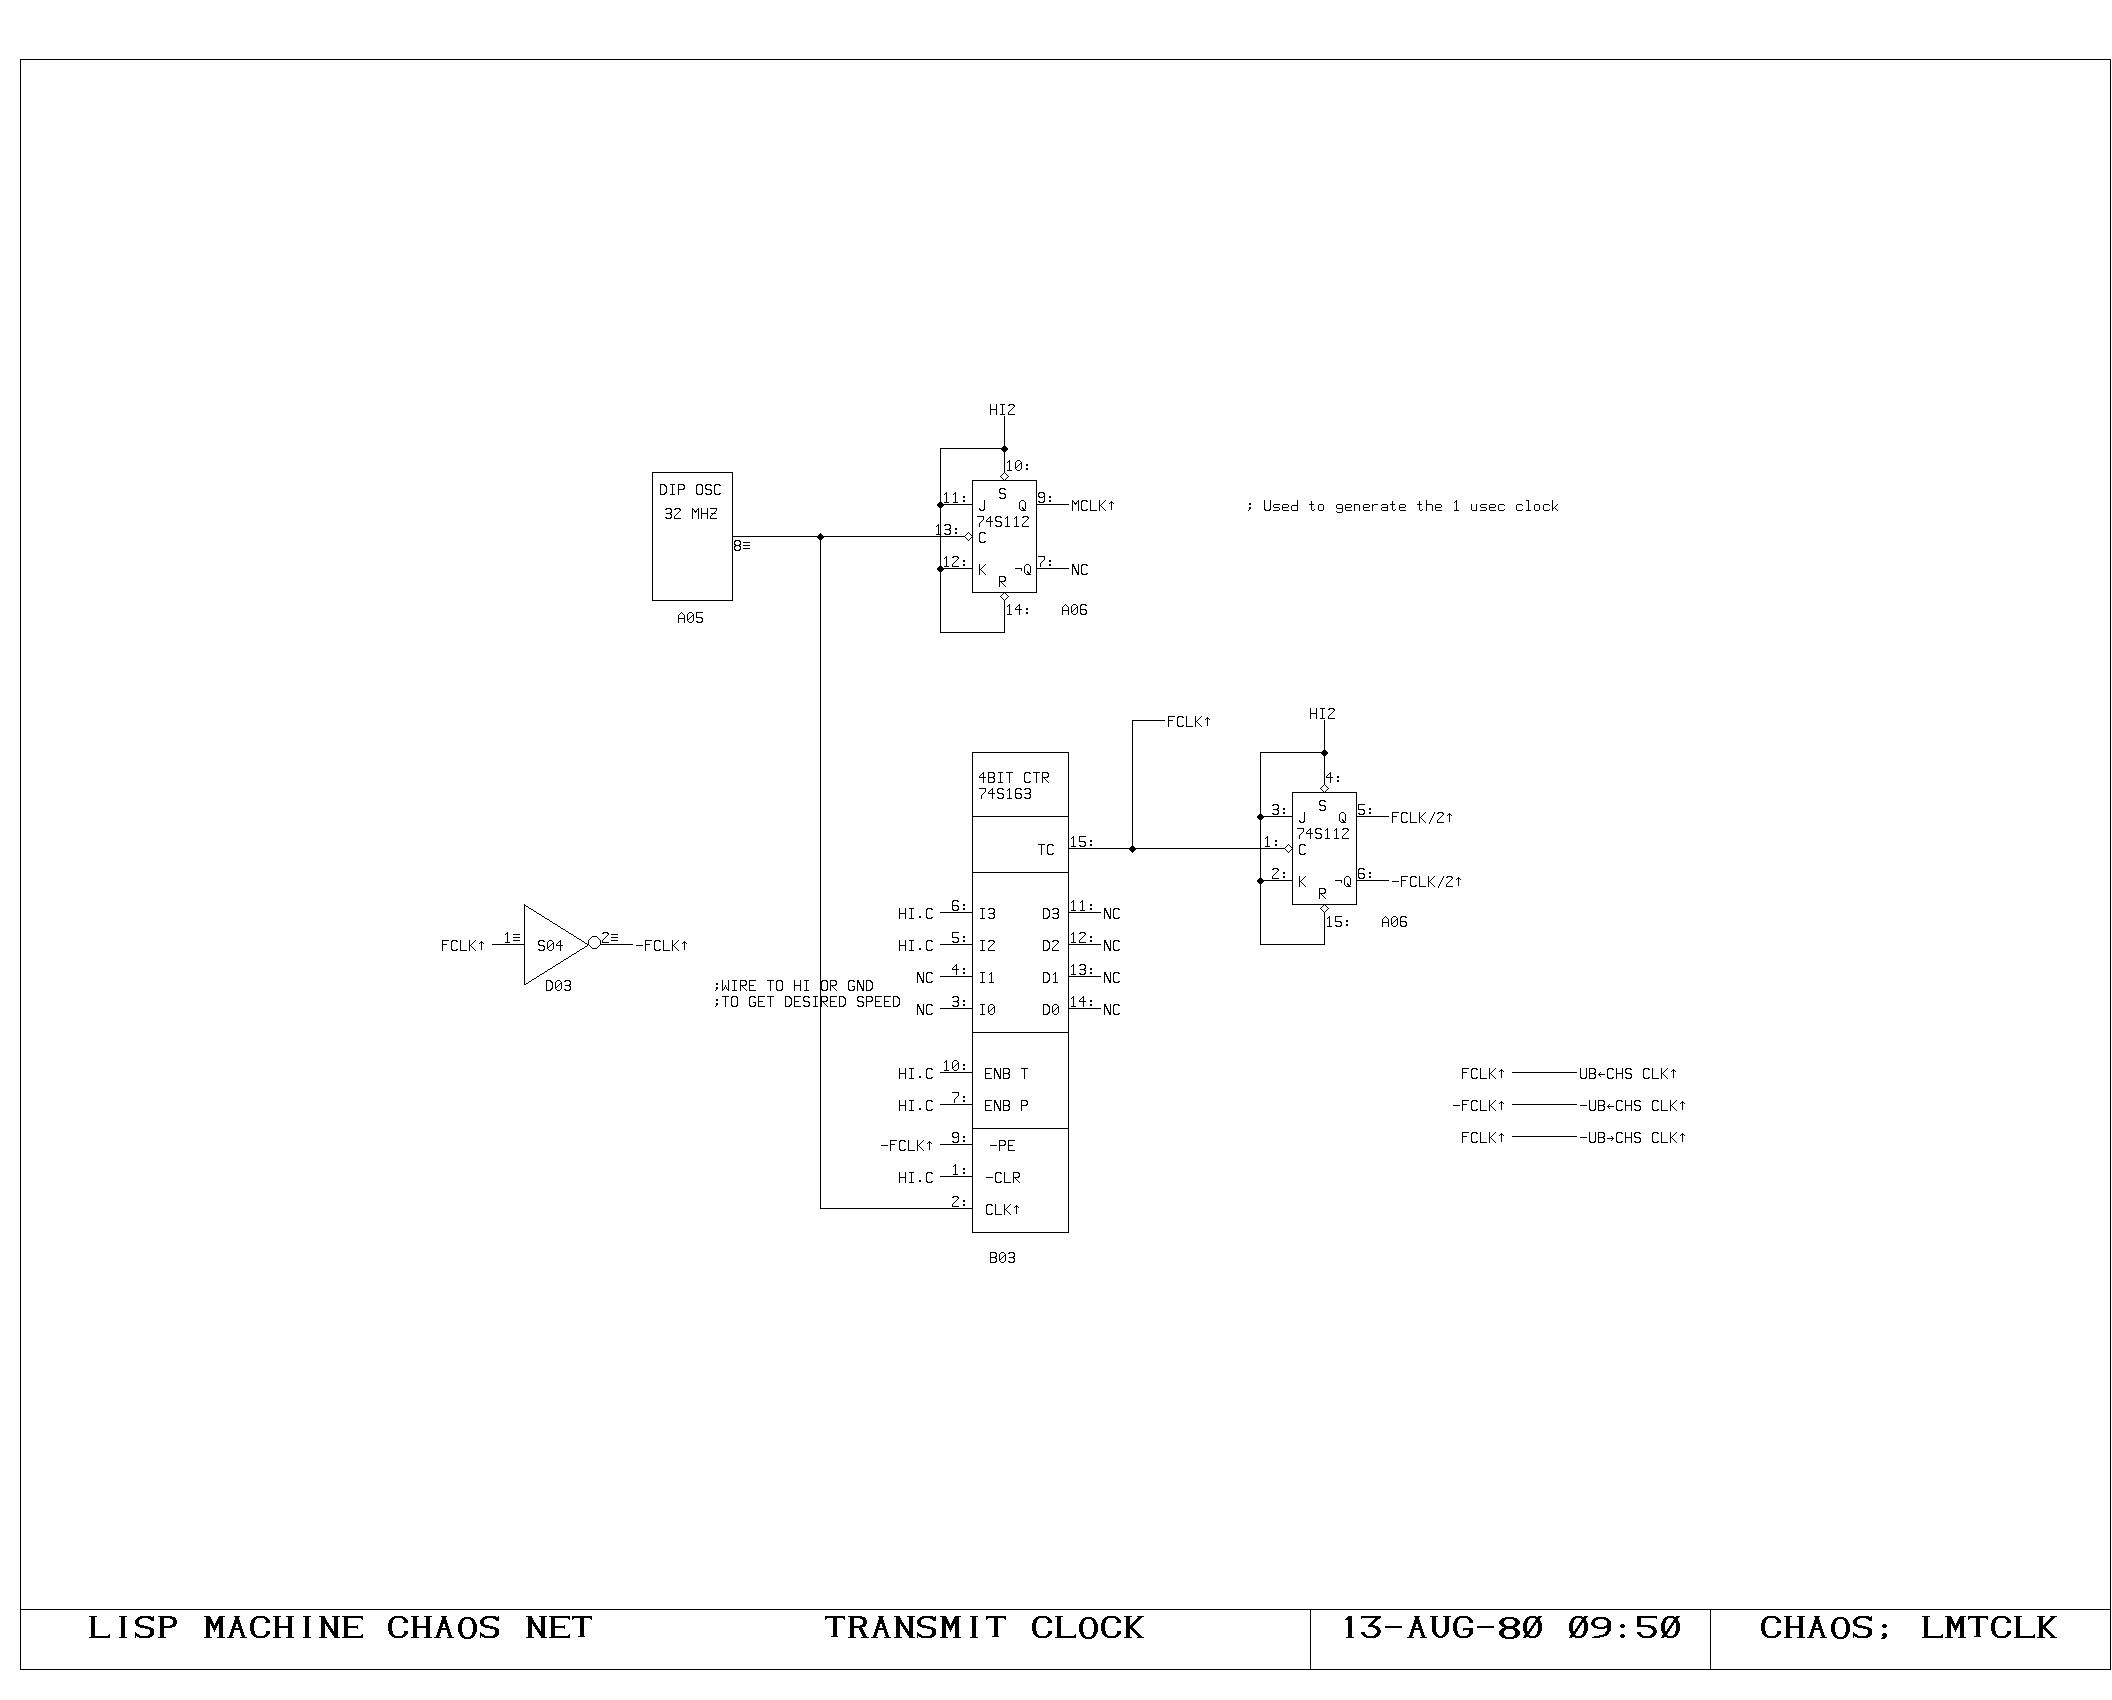 HI2
10:
DIP OSC
32 MHZ
8≡
A05
11: J S Q 9: MCLK↑
; Used to generate the 1 usec clock
74S112
13: C
12: K ¬Q 7: NC
R
14: A06
HI2
FCLK↑
4:
4BIT CTR
74S163
3: J S Q 5: FCLK/2↑
74S112
TC 15:
1: C
2: K ¬Q 6: -FCLK/2↑
R
15: A06
HI.C 6: I3 D3 11: NC
HI.C 5: I2 D2 12: NC
NC 4: I1 D1 13: NC
NC 3: I0 D0 14: NC
FCLK↑ 1≡ S04 2≡ -FCLK↑
D03
;WIRE TO HI OR GND
;TO GET DESIRED SPEED
HI.C 10: ENB T
HI.C 7: ENB P
-FCLK↑ 9: -PE
HI.C 1: -CLR
2: CLK↑
B03
FCLK↑ UB←CHS CLK↑
-FCLK↑ -UB←CHS CLK↑
FCLK↑ -UB→CHS CLK↑
LISP MACHINE CHAOS NET TRANSMIT CLOCK 13-AUG-80 09:50 CHAOS; LMTCLK